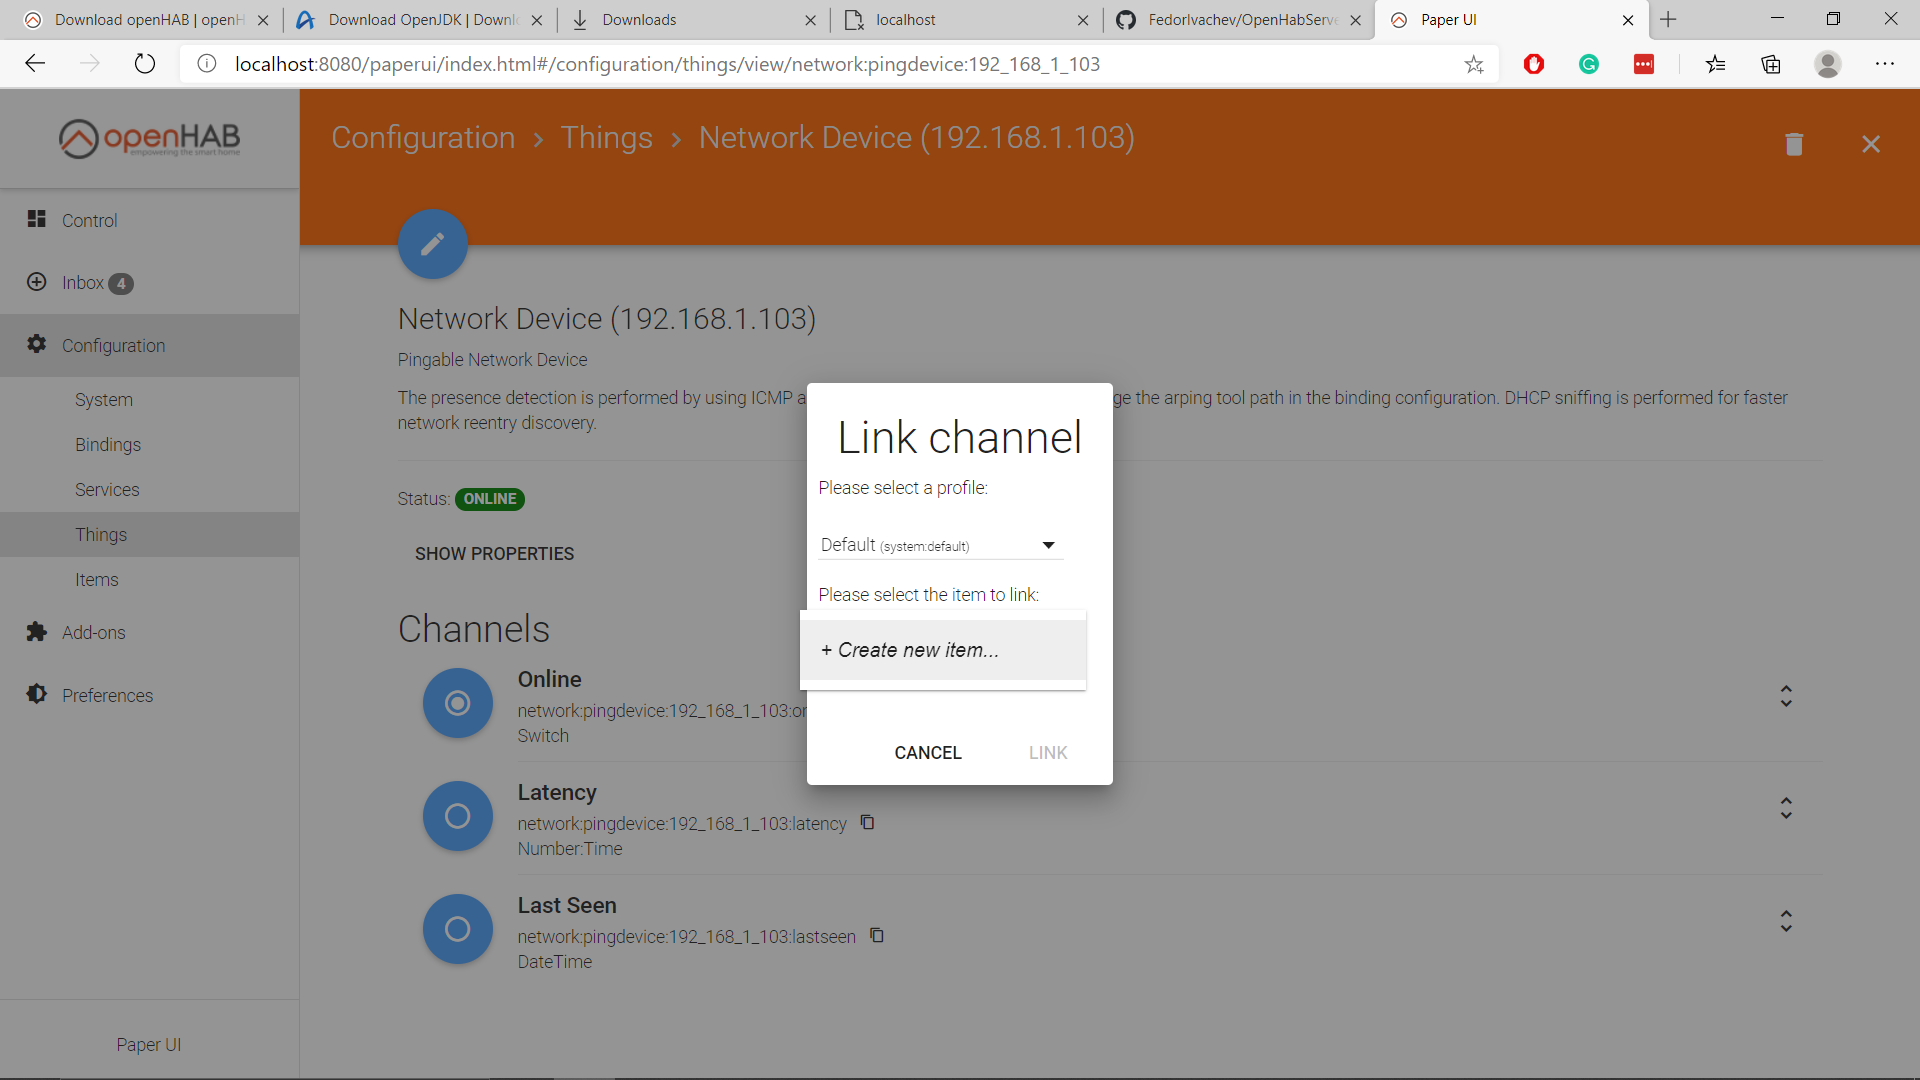 Download openHAB | openH
Download OpenJDK | Downl
Downloads
localhost
FedorIvachev/OpenHabServe
Paper UI
localhost:8080/paperui/index.html#/configuration/things/view/network:pingdevice:192_168_1_103
openHAB
empowering the smart home
Configuration > Things > Network Device (192.168.1.103)
Control
Inbox 4
Configuration
System
Bindings
Services
Things
Items
Add-ons
Preferences
Paper UI
Network Device (192.168.1.103)
Pingable Network Device
The presence detection is performed by using ICMP a ge the arping tool path in the binding configuration. DHCP sniffing is performed for faster
network reentry discovery.
Status: ONLINE
SHOW PROPERTIES
Channels
Online
network:pingdevice:192_168_1_103:or
Switch
Latency
network:pingdevice:192_168_1_103:latency
Number:Time
Last Seen
network:pingdevice:192_168_1_103:lastseen
DateTime
Link channel
Please select a profile:
Default (system:default)
Please select the item to link:
+ Create new item...
CANCEL
LINK